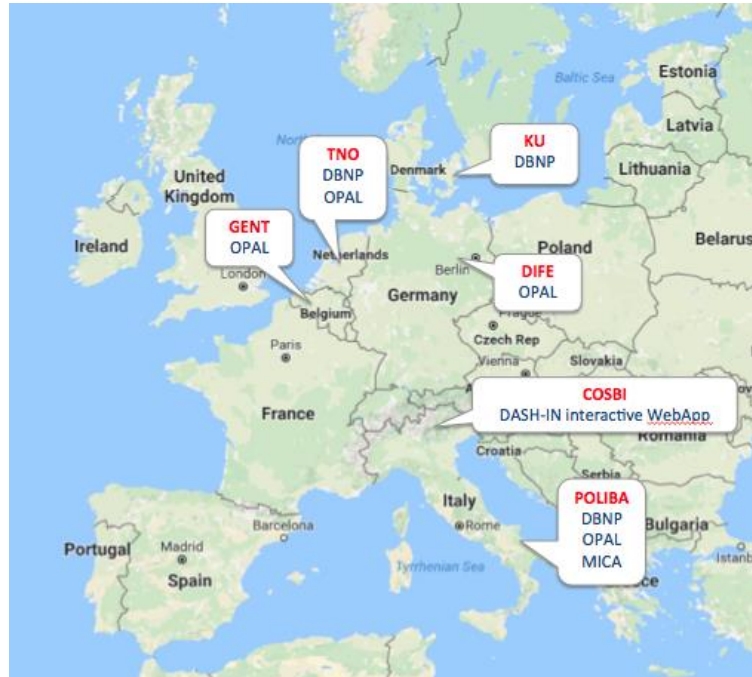 Estonia
Baltic Sea
Latvia
Lithuania
KU
DBNP
TNO
DBNP
OPAL
Denmark
United
Kingdom
Ireland
Belarus
GENT
OPAL
London
Netherlands
Berlin
Poland
DIFE
OPAL
Germany
Belgium
Prague
Czech Rep
Paris
Vienna
Slovakia
France
COSBI
DASH-IN interactive WebApp
Romania
Croatia
Serbia
Italy
POLIBA
DBNP
OPAL
MICA
Bulgaria
Rome
Barcelona
Portugal
Madrid
Spain
Tyrrhenian Sea